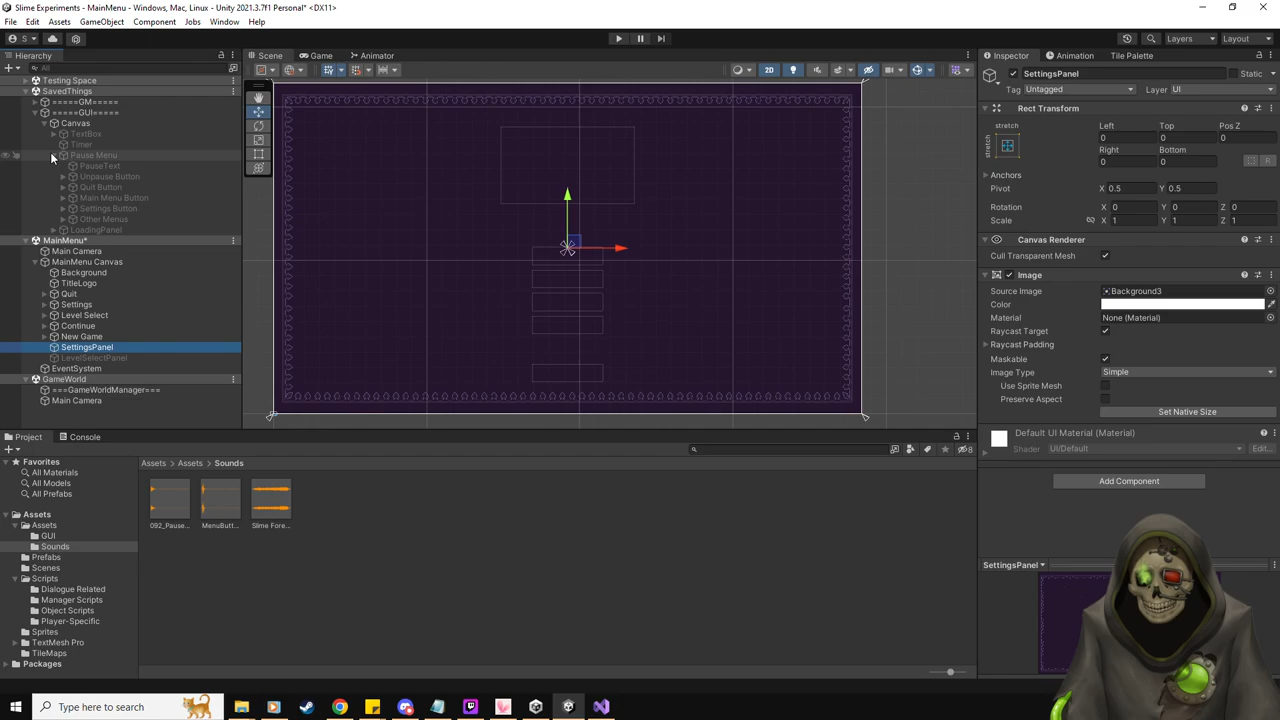 Slime Experiments - MainMenu - Windows, Mac, Linux - Unity 2021.3.7f1 Personal* <DX11>
File Edit Assets GameObject Component Jobs Window Help
S Layers Layout
Hierarchy Scene Game Animator Inspector Animation Tile Palette
All 2D
Testing Space
SavedThings
=====GM=====
=====GUI=====
Canvas
TextBox
Timer
Pause Menu
PauseText
Unpause Button
Quit Button
Main Menu Button
Settings Button
Other Menus
LoadingPanel
MainMenu*
Main Camera
MainMenu Canvas
Background
TitleLogo
Quit
Settings
Level Select
Continue
New Game
SettingsPanel
LevelSelectPanel
EventSystem
GameWorld
===GameWorldManager===
Main Camera
SettingsPanel Static
Tag Untagged Layer UI
Rect Transform
stretch Left Top Pos Z
stretch 0 0 0
Right Bottom
0 0 R
Anchors
Pivot X 0.5 Y 0.5
Rotation X 0 Y 0 Z 0
Scale X 1 Y 1 Z 1
Canvas Renderer
Cull Transparent Mesh
Image
Source Image Background3
Color
Material None (Material)
Raycast Target
Raycast Padding
Maskable
Image Type Simple
Use Sprite Mesh
Preserve Aspect
Set Native Size
Default UI Material (Material)
Shader UI/Default Edit...
Add Component
SettingsPanel
Project Console
8
Favorites
All Materials
All Models
All Prefabs
Assets
Assets
GUI
Sounds
Prefabs
Scenes
Scripts
Dialogue Related
Manager Scripts
Object Scripts
Player-Specific
Sprites
TextMesh Pro
TileMaps
Packages
Assets > Assets > Sounds
092_Pause... MenuButt... Slime Fore...
Type here to search